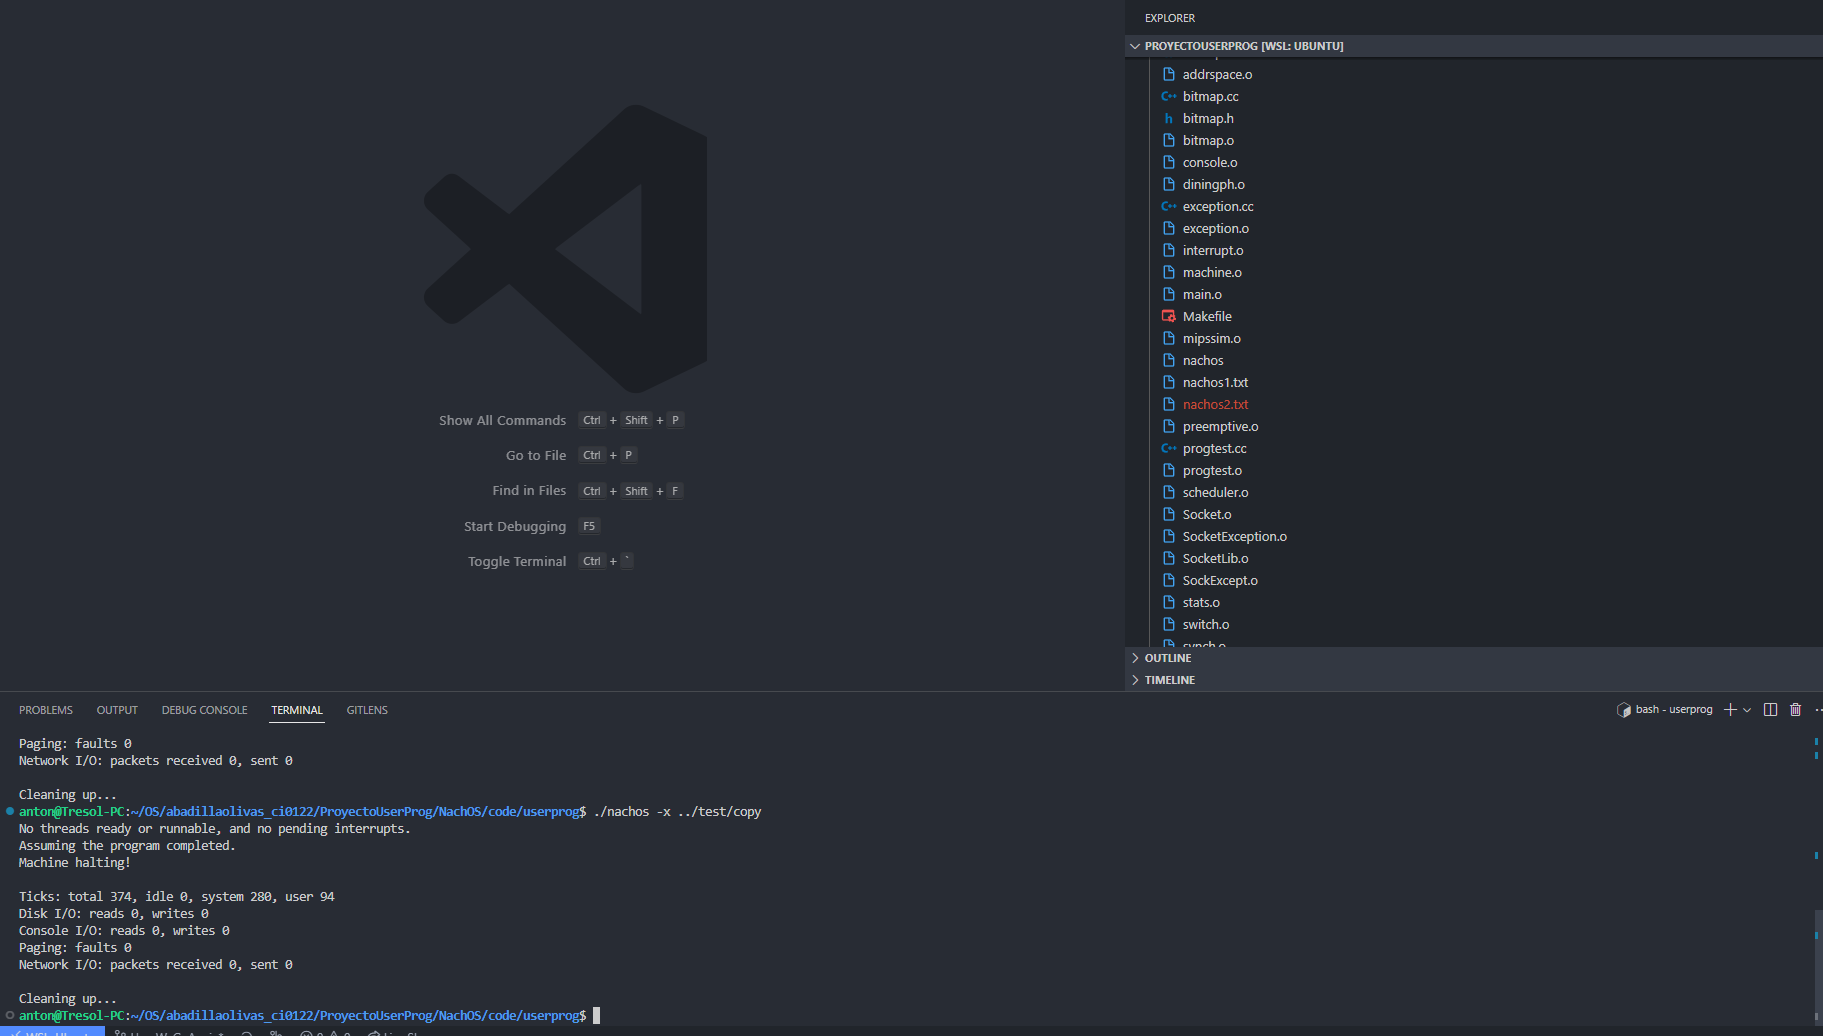 Show All Commands Ctrl + Shift + P
Go to File Ctrl + P
Find in Files Ctrl + Shift + F
Start Debugging F5
Toggle Terminal Ctrl + `
EXPLORER
PROYECTOUSERPROG [WSL: UBUNTU]
addrspace.o
bitmap.cc
bitmap.h
bitmap.o
console.o
diningph.o
exception.cc
exception.o
interrupt.o
machine.o
main.o
Makefile
mipssim.o
nachos
nachos1.txt
nachos2.txt
preemptive.o
progtest.cc
progtest.o
scheduler.o
Socket.o
SocketException.o
SocketLib.o
SockExcept.o
stats.o
switch.o
synch.o
OUTLINE
TIMELINE
PROBLEMS OUTPUT DEBUG CONSOLE TERMINAL GITLENS bash - userprog
Paging: faults 0
Network I/O: packets received 0, sent 0
Cleaning up...
anton@Tresol-PC:~/OS/abadillaolivas_ci0122/ProyectoUserProg/NachOS/code/userprog$ ./nachos -x ../test/copy
No threads ready or runnable, and no pending interrupts.
Assuming the program completed.
Machine halting!
Ticks: total 374, idle 0, system 280, user 94
Disk I/O: reads 0, writes 0
Console I/O: reads 0, writes 0
Paging: faults 0
Network I/O: packets received 0, sent 0
Cleaning up...
anton@Tresol-PC:~/OS/abadillaolivas_ci0122/ProyectoUserProg/NachOS/code/userprog$